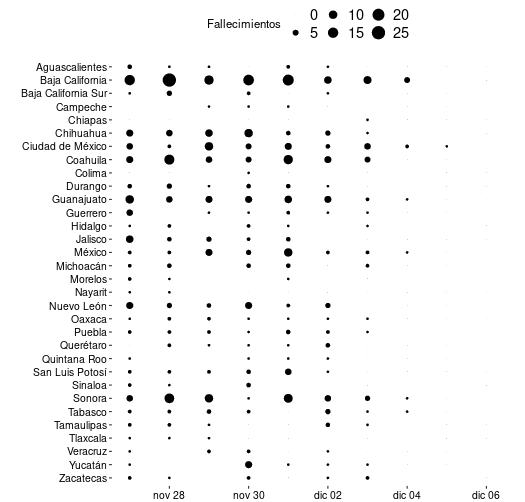 Fallecimientos 0 10 20
5 15 25
Aguascalientes
Baja California
Baja California Sur
Campeche
Chiapas
Chihuahua
Ciudad de México
Coahuila
Colima
Durango
Guanajuato
Guerrero
Hidalgo
Jalisco
México
Michoacán
Morelos
Nayarit
Nuevo León
Oaxaca
Puebla
Querétaro
Quintana Roo
San Luis Potosí
Sinaloa
Sonora
Tabasco
Tamaulipas
Tlaxcala
Veracruz
Yucatán
Zacatecas
nov 28 nov 30 dic 02 dic 04 dic 06